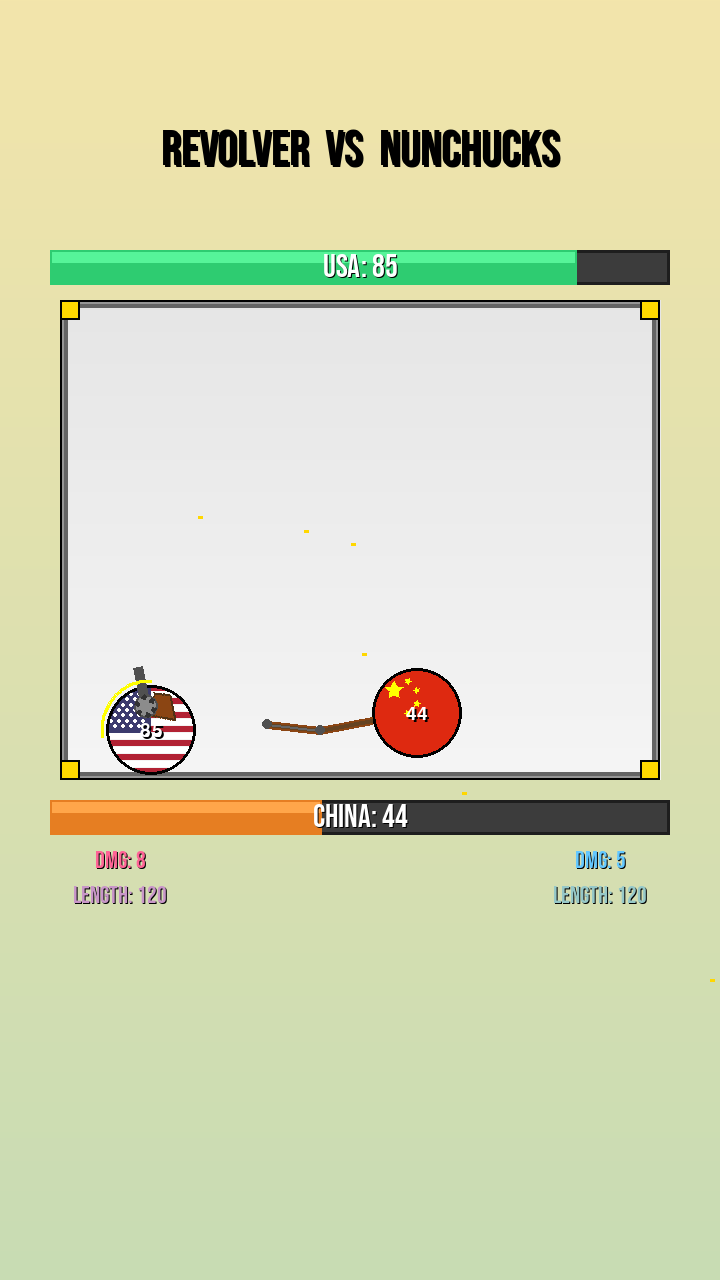 REVOLVER VS NUNCHUCKS
USA: 85
85
44
CHINA: 44
DMG: 8
DMG: 5
LENGTH: 120
LENGTH: 120